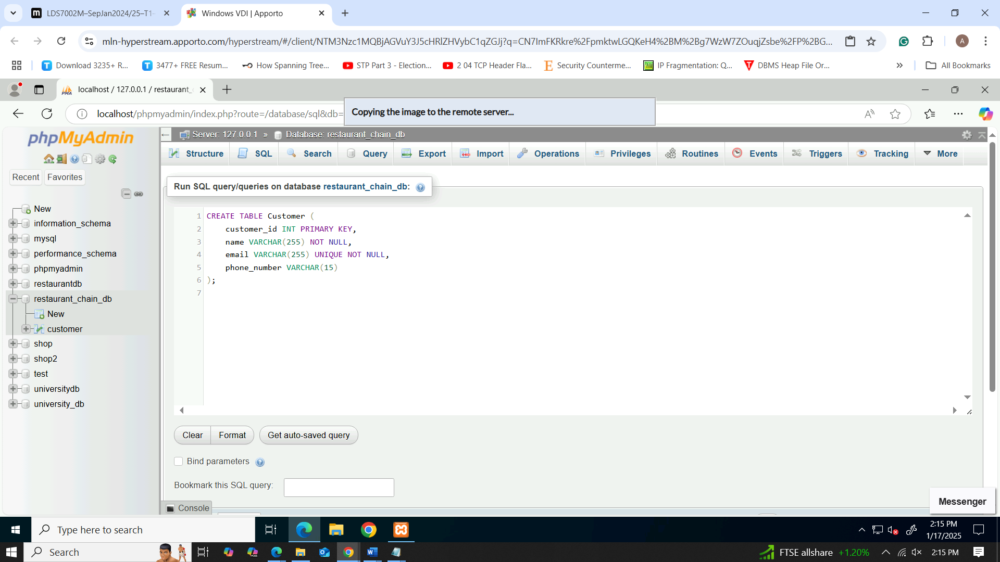 LDS7002M–SepJan2024/25–T1-
Windows VDI | Apporto
mln-hyperstream.apporto.com/hyperstream/#/client/NTM3Nzc1MQBjAGVuY3J5cHRlZHVybC1qZGJj?q=CN7ImFKRkre%2FpmktwLGQKeH4%2BM%2Bg7WzW7ZOuqjZsbe%2FP%2BG...
A
Download 3235+ R...
3477+ FREE Resum...
How Spanning Tree...
STP Part 3 - Election...
2 04 TCP Header Fla...
Security Counterme...
IP Fragmentation: Q...
DBMS Heap File Or...
All Bookmarks
localhost / 127.0.0.1 / restaurant_
localhost/phpmyadmin/index.php?route=/database/sql&db=
Copying the image to the remote server...
phpMyAdmin
Recent
Favorites
New
information_schema
mysql
performance_schema
phpmyadmin
restaurantdb
restaurant_chain_db
New
customer
shop
shop2
test
universitydb
university_db
Server: 127.0.0.1 » Database: restaurant_chain_db
Structure
SQL
Search
Query
Export
Import
Operations
Privileges
Routines
Events
Triggers
Tracking
More
Run SQL query/queries on database restaurant_chain_db:
1 CREATE TABLE Customer (
2 customer_id INT PRIMARY KEY,
3 name VARCHAR(255) NOT NULL,
4 email VARCHAR(255) UNIQUE NOT NULL,
5 phone_number VARCHAR(15)
6 );
7
Clear
Format
Get auto-saved query
Bind parameters
Bookmark this SQL query:
Console
Messenger
Type here to search
2:15 PM
1/17/2025
Search
FTSE allshare +1.20%
2:15 PM